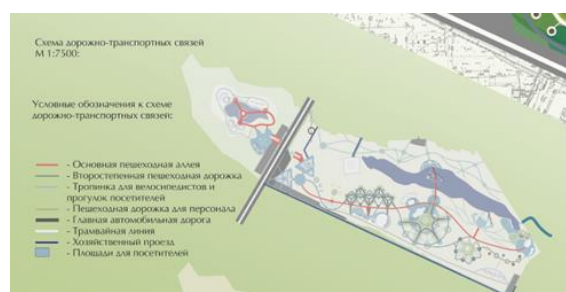 Схема дорожно-транспортных связей
М 1:7500:
Условные обозначения к схеме
дорожно-транспортных связей:
- Основная пешеходная аллея
- Второстепенная пешеходная дорожка
- Тропинка для велосипедистов и
прогулок посетителей
- Пешеходная дорожка для персонала
- Главная автомобильная дорога
- Трамвайная линия
- Хозяйственный проезд
- Площади для посетителей